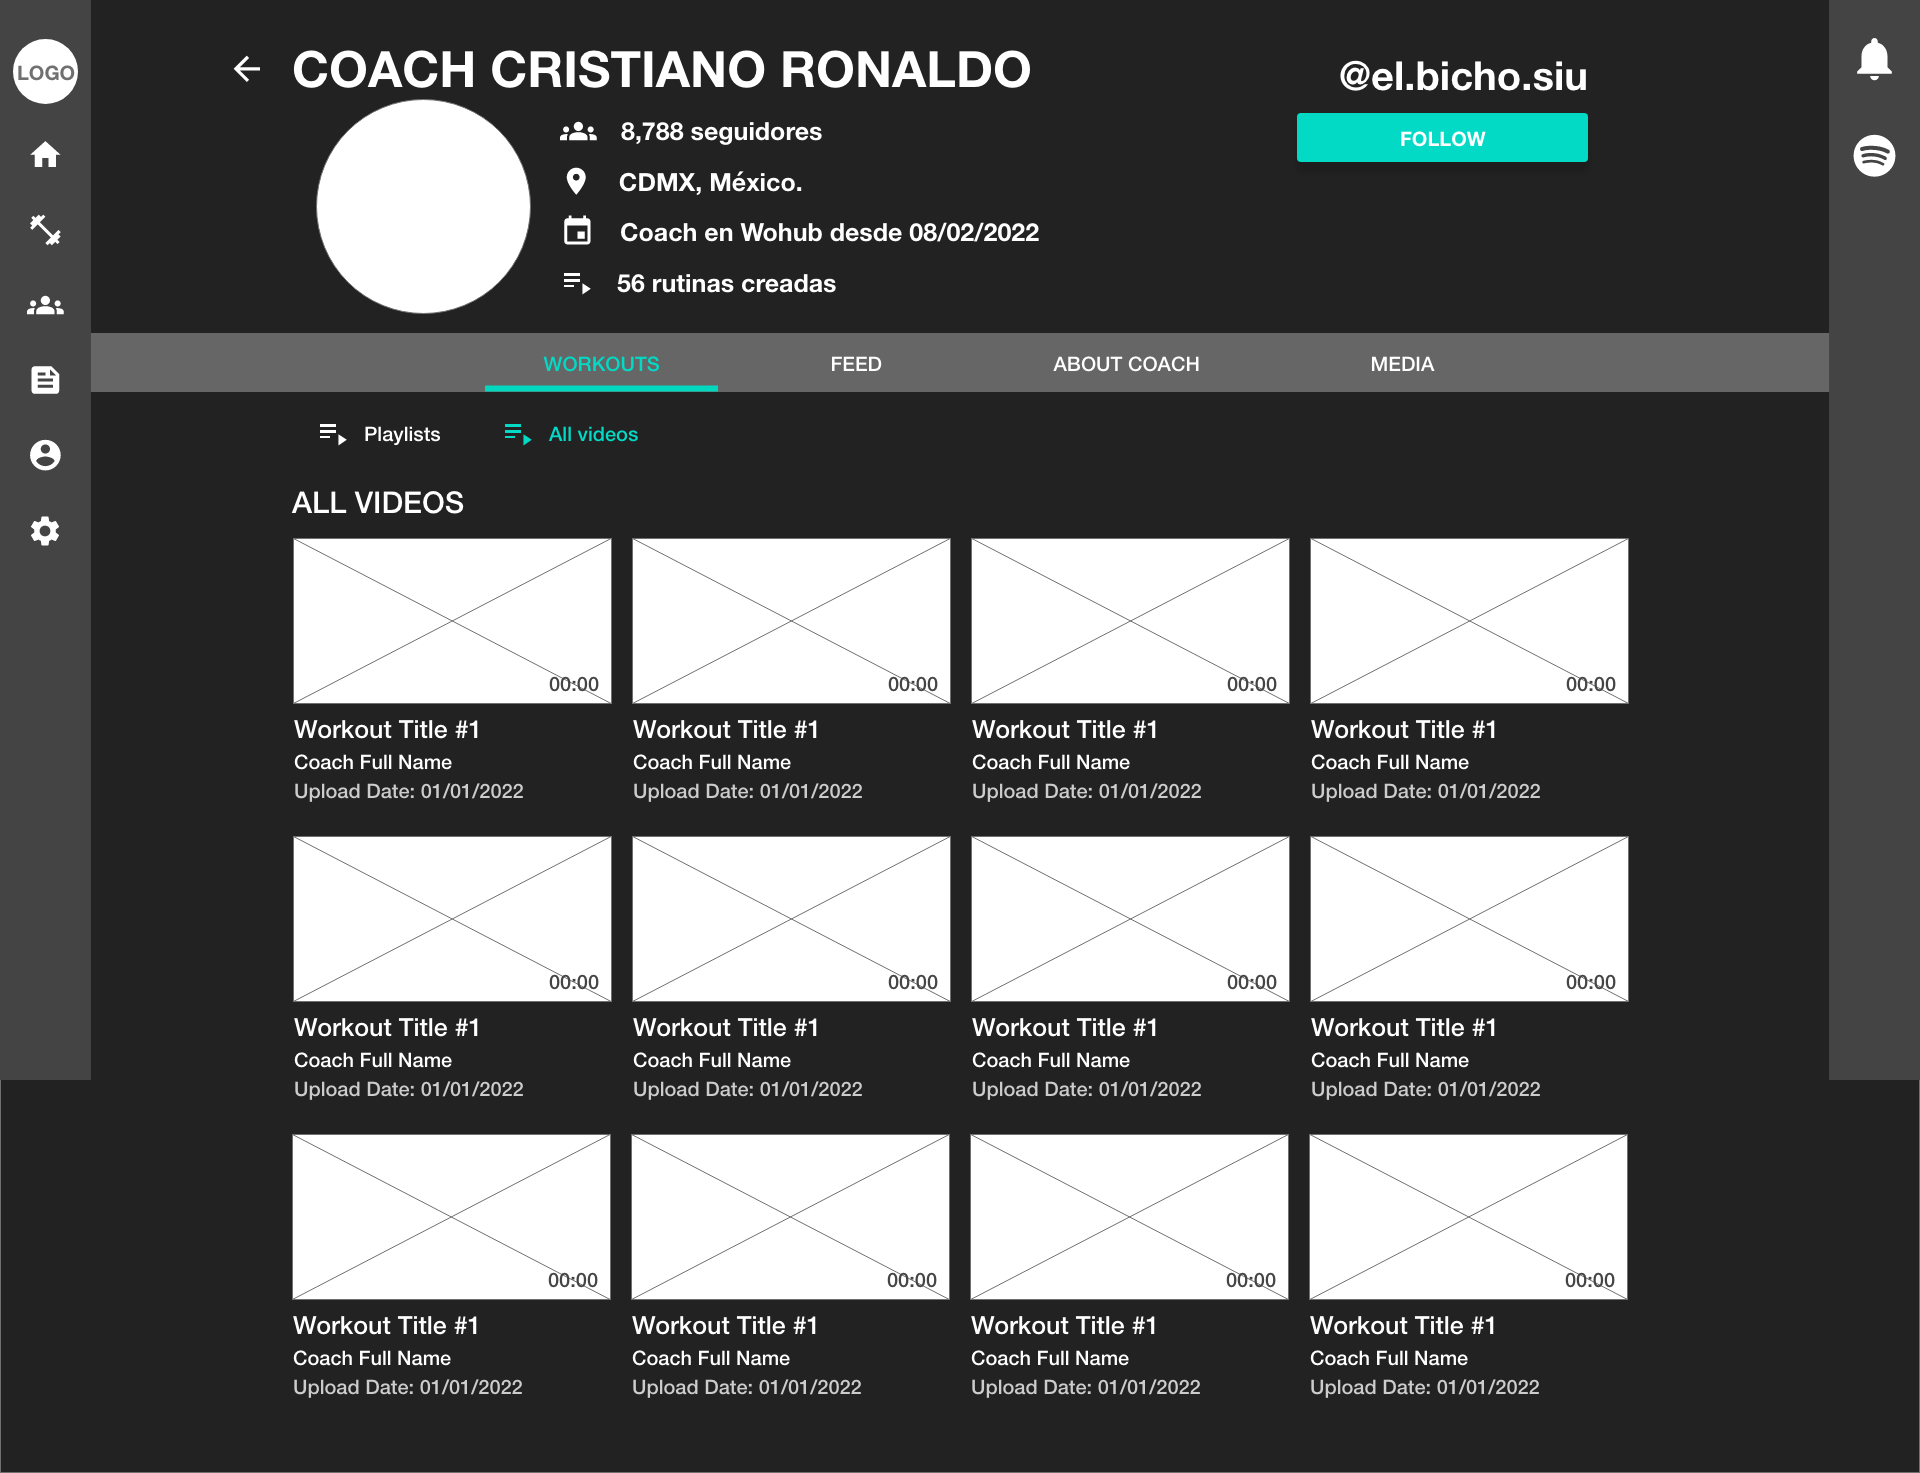 LOGO
COACH CRISTIANO RONALDO
@el.bicho.siu
8,788 seguidores
FOLLOW
CDMX, México.
Coach en Wohub desde 08/02/2022
56 rutinas creadas
WORKOUTS FEED ABOUT COACH MEDIA
Playlists All videos
ALL VIDEOS
00:00 00:00 00:00 00:00
Workout Title #1 Workout Title #1 Workout Title #1 Workout Title #1
Coach Full Name Coach Full Name Coach Full Name Coach Full Name
Upload Date: 01/01/2022 Upload Date: 01/01/2022 Upload Date: 01/01/2022 Upload Date: 01/01/2022
00:00 00:00 00:00 00:00
Workout Title #1 Workout Title #1 Workout Title #1 Workout Title #1
Coach Full Name Coach Full Name Coach Full Name Coach Full Name
Upload Date: 01/01/2022 Upload Date: 01/01/2022 Upload Date: 01/01/2022 Upload Date: 01/01/2022
00:00 00:00 00:00 00:00
Workout Title #1 Workout Title #1 Workout Title #1 Workout Title #1
Coach Full Name Coach Full Name Coach Full Name Coach Full Name
Upload Date: 01/01/2022 Upload Date: 01/01/2022 Upload Date: 01/01/2022 Upload Date: 01/01/2022